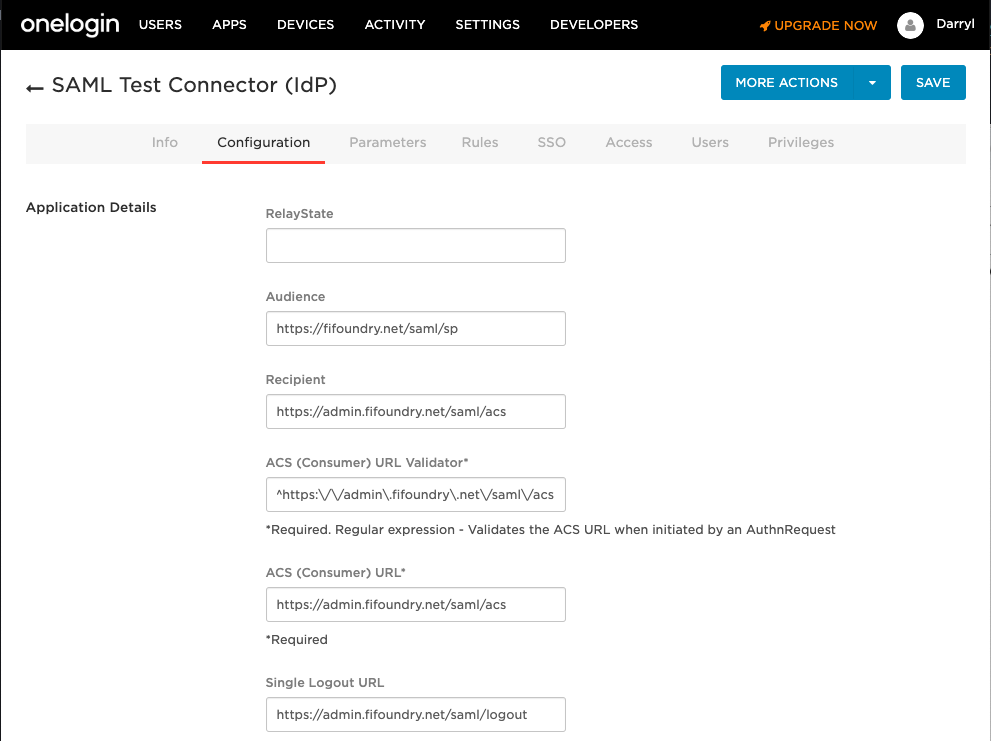 onelogin USERS APPS DEVICES ACTIVITY SETTINGS DEVELOPERS UPGRADE NOW Darryl
SAML Test Connector (IdP) MORE ACTIONS SAVE
Info Configuration Parameters Rules SSO Access Users Privileges
Application Details
RelayState
Audience
https://fifoundry.net/saml/sp
Recipient
https://admin.fifoundry.net/saml/acs
ACS (Consumer) URL Validator*
^https:\/\/admin\.fifoundry\.net\/saml\/acs
*Required. Regular expression - Validates the ACS URL when initiated by an AuthnRequest
ACS (Consumer) URL*
https://admin.fifoundry.net/saml/acs
*Required
Single Logout URL
https://admin.fifoundry.net/saml/logout